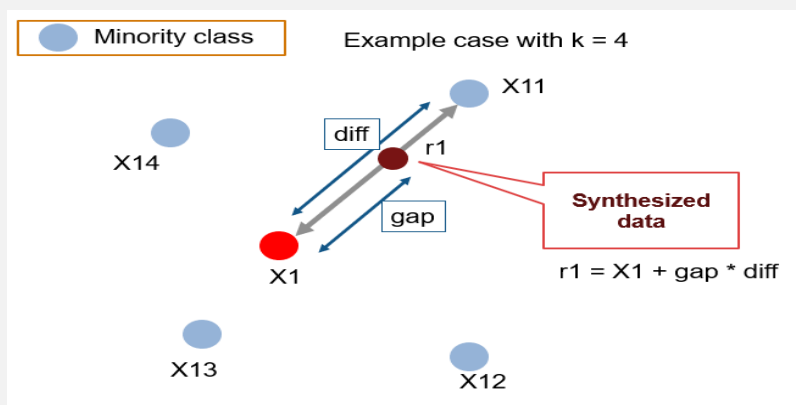 Minority class
Example case with k = 4
X11
diff
r1
X14
Synthesized
data
gap
X1
r1 = X1 + gap * diff
X13
X12